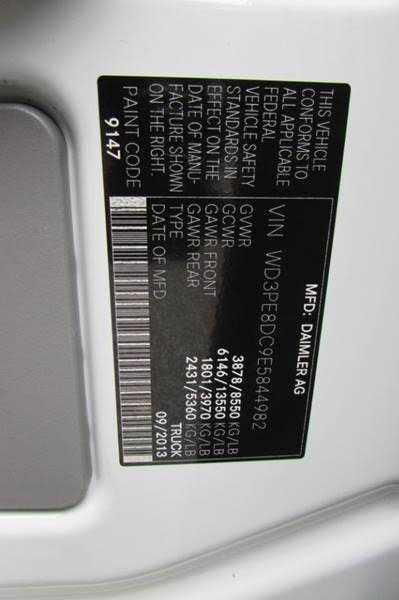 MFD: DAIMLER AG
VIN WD3PE8DC9E5844982
GVWR 3878/8550 KG/LB
GCWR 6146/13550 KG/LB
GAWR FRONT 1801/3970 KG/LB
GAWR REAR 2431/5360 KG/LB
TYPE TRUCK
DATE OF MFD 09/2013
THIS VEHICLE
CONFORMS TO
ALL APPLICABLE
FEDERAL
VEHICLE SAFETY
STANDARDS IN
EFFECT ON THE
DATE OF MANU-
FACTURE SHOWN
ON THE RIGHT.
PAINT CODE
9147